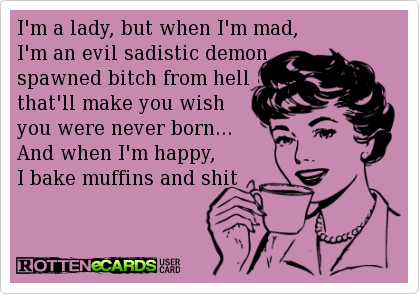 I'm a lady, but when I'm mad,
I'm an evil sadistic demon
spawned bitch from hell
that'll make you wish
you were never born...
And when I'm happy,
I bake muffins and shit
ROTTENeCARDS USER
CARD